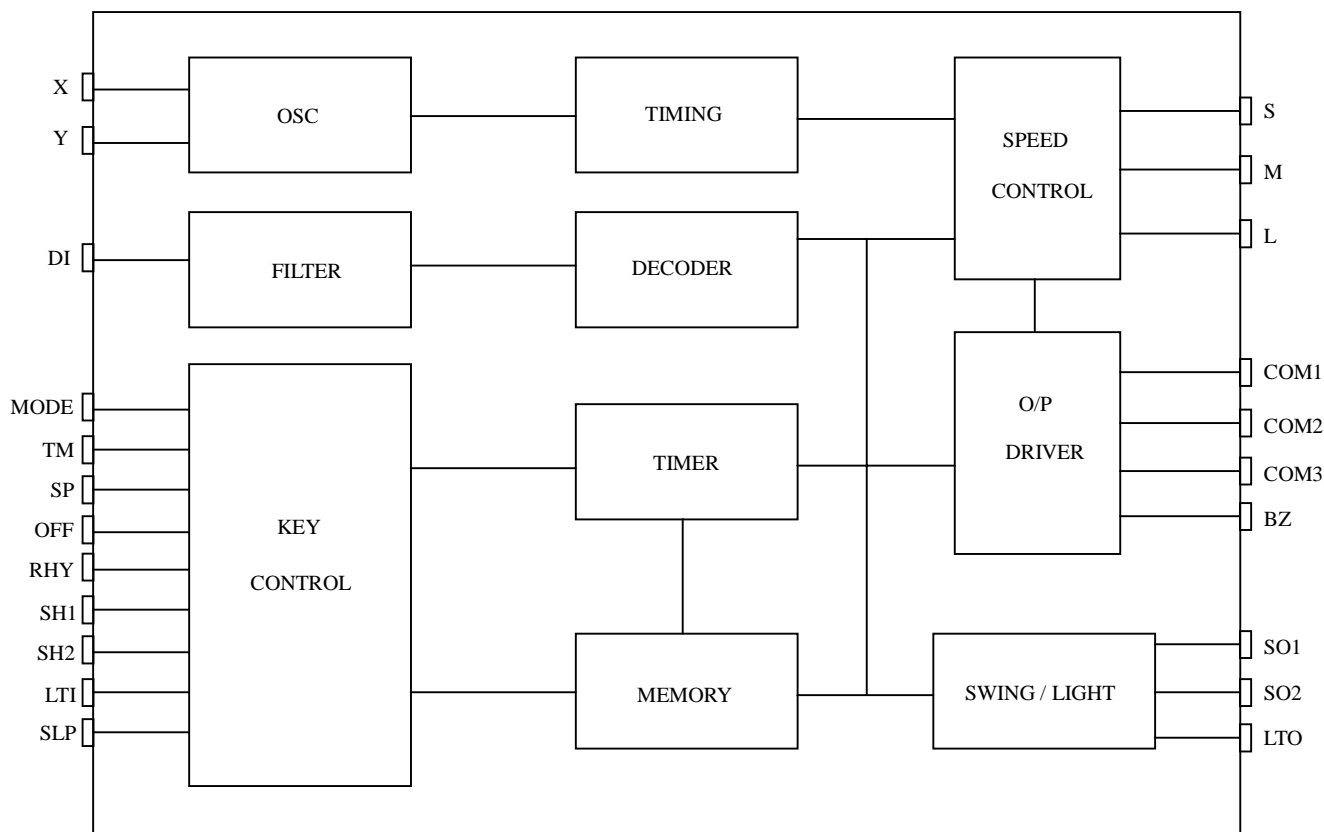 X
Y
DI
MODE
TM
SP
OFF
RHY
SH1
SH2
LTI
SLP
OSC
FILTER
KEY
CONTROL
TIMING
DECODER
TIMER
MEMORY
SPEED
CONTROL
O/P
DRIVER
SWING / LIGHT
S
M
L
COM1
COM2
COM3
BZ
SO1
SO2
LTO